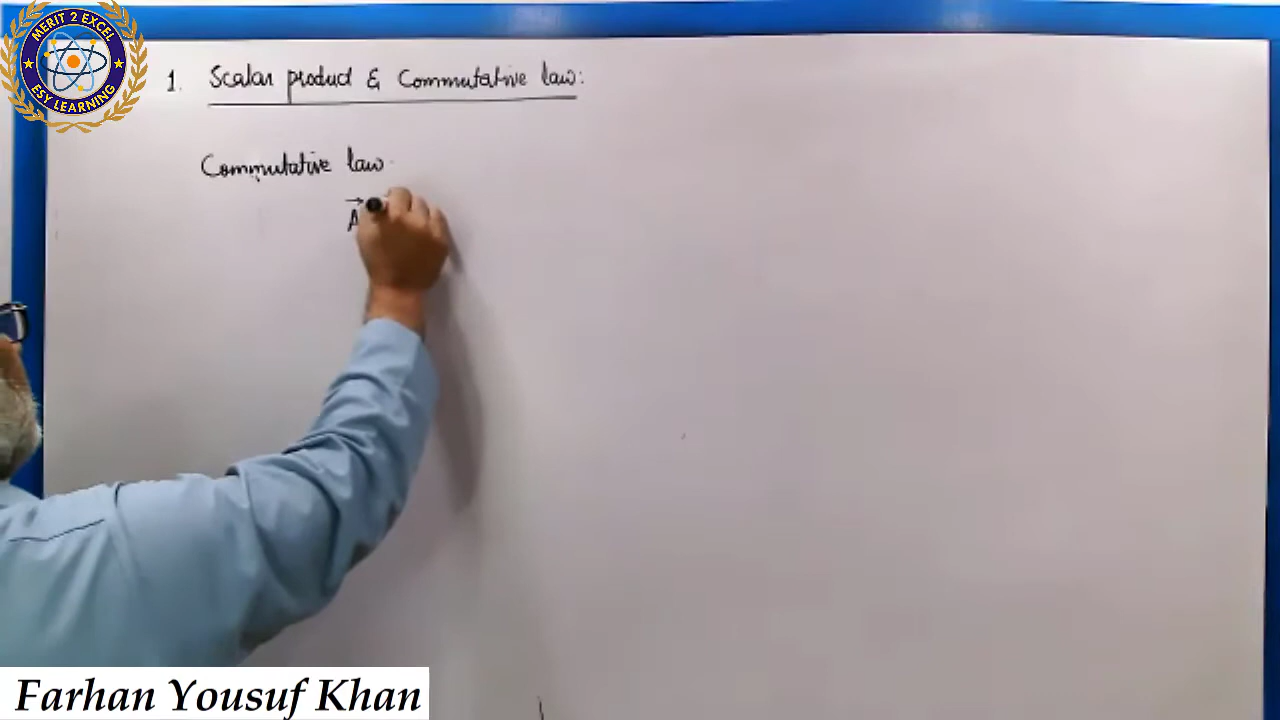 MERIT 2 EXCEL
ESY LEARNING
1. Scalar product & Commutative law:
Commutative law
A
Farhan Yousuf Khan